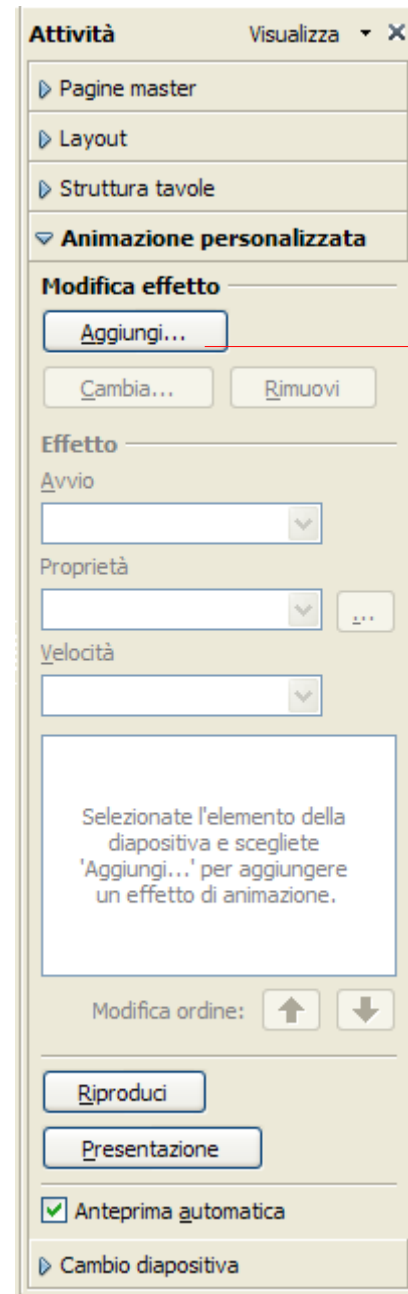 Attività Visualizza
Pagine master
Layout
Struttura tavole
Animazione personalizzata
Modifica effetto
Aggiungi...
Cambia... Rimuovi
Effetto
Avvio
Proprietà
...
Velocità
Selezionate l'elemento della
diapositiva e scegliete
'Aggiungi...' per aggiungere
un effetto di animazione.
Modifica ordine:
Riproduci
Presentazione
Anteprima automatica
Cambio diapositiva